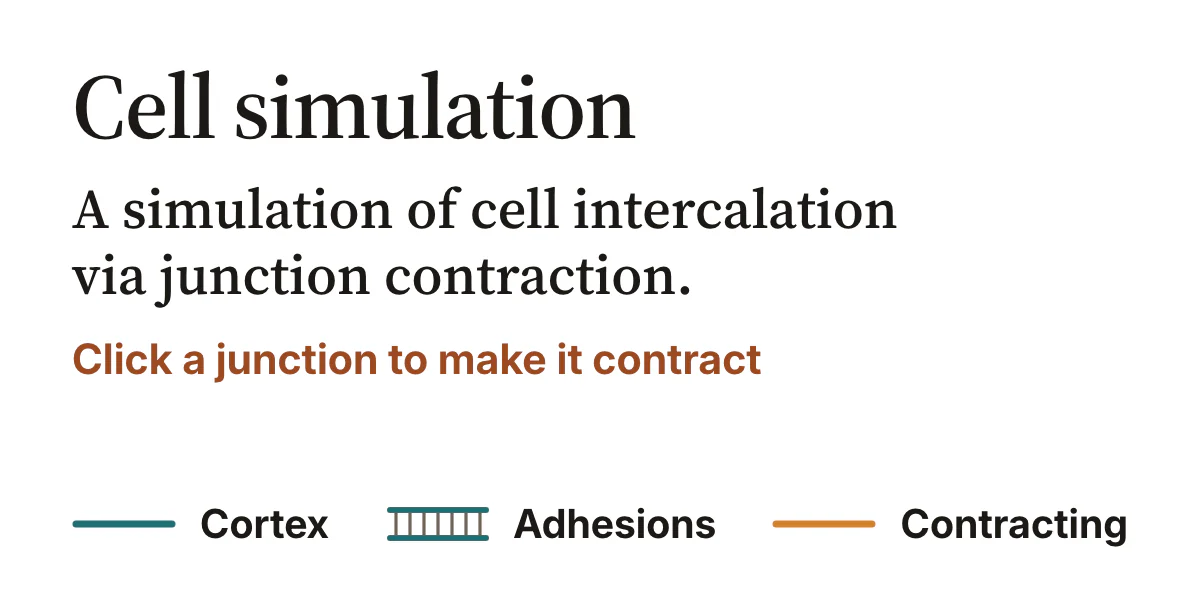 Cell simulation
A simulation of cell intercalation
via junction contraction.
Click a junction to make it contract
Cortex Adhesions Contracting